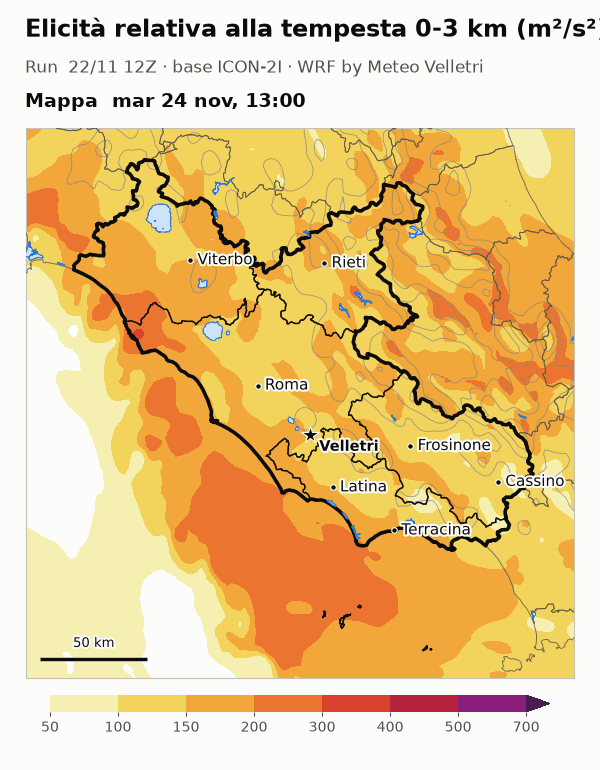 Elicità relativa alla tempesta 0-3 km (m²/s²)
Run 22/11 12Z · base ICON-2I · WRF by Meteo Velletri
Mappa mar 24 nov, 13:00
Viterbo
Rieti
Roma
Velletri
Frosinone
Latina
Cassino
Terracina
50 km
50 100 150 200 300 400 500 700